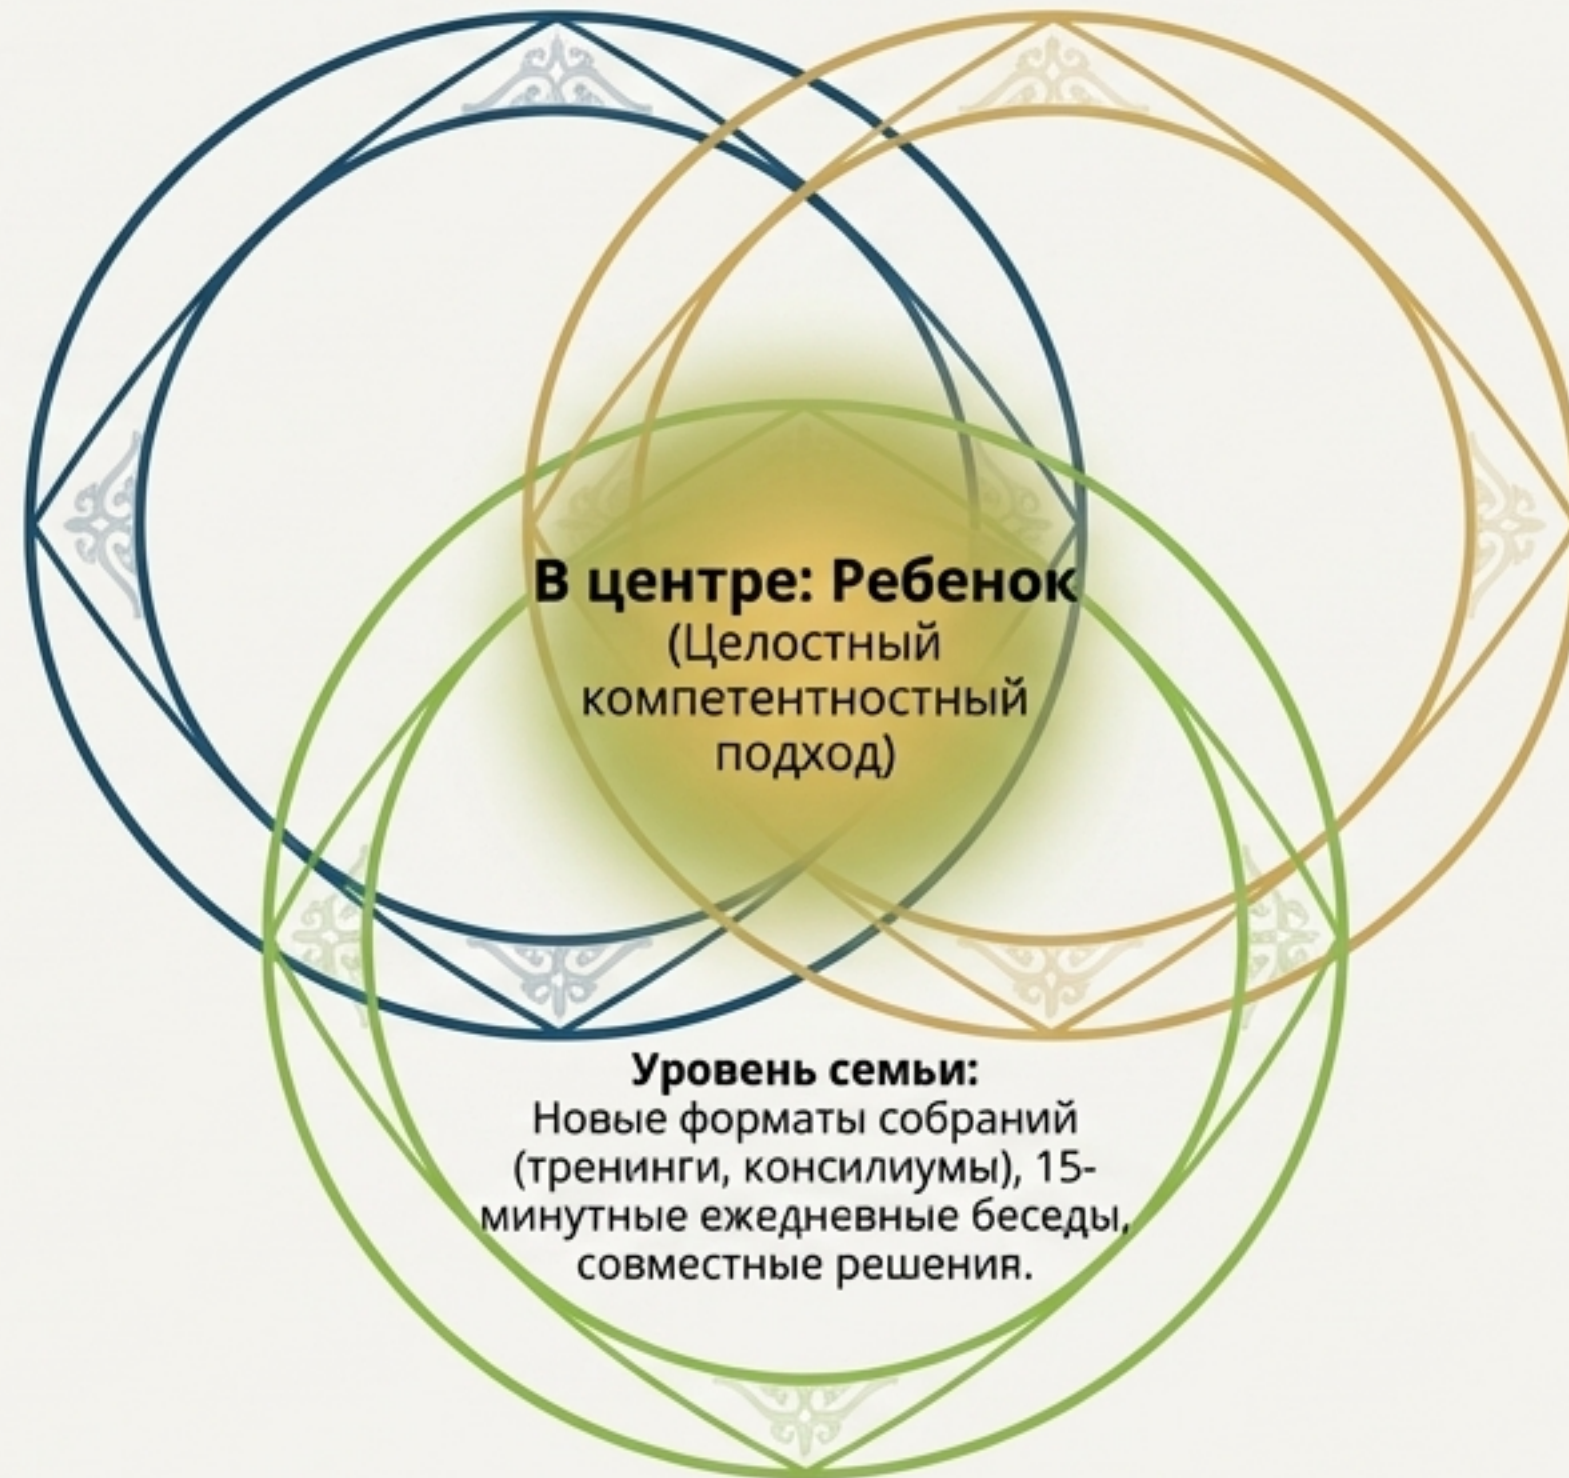 В центре: Ребенок
(Целостный
компетентностный
подход)
Уровень семьи:
Новые форматы собраний
(тренинги, консилиумы), 15-
минутные ежедневные беседы,
совместные решения.